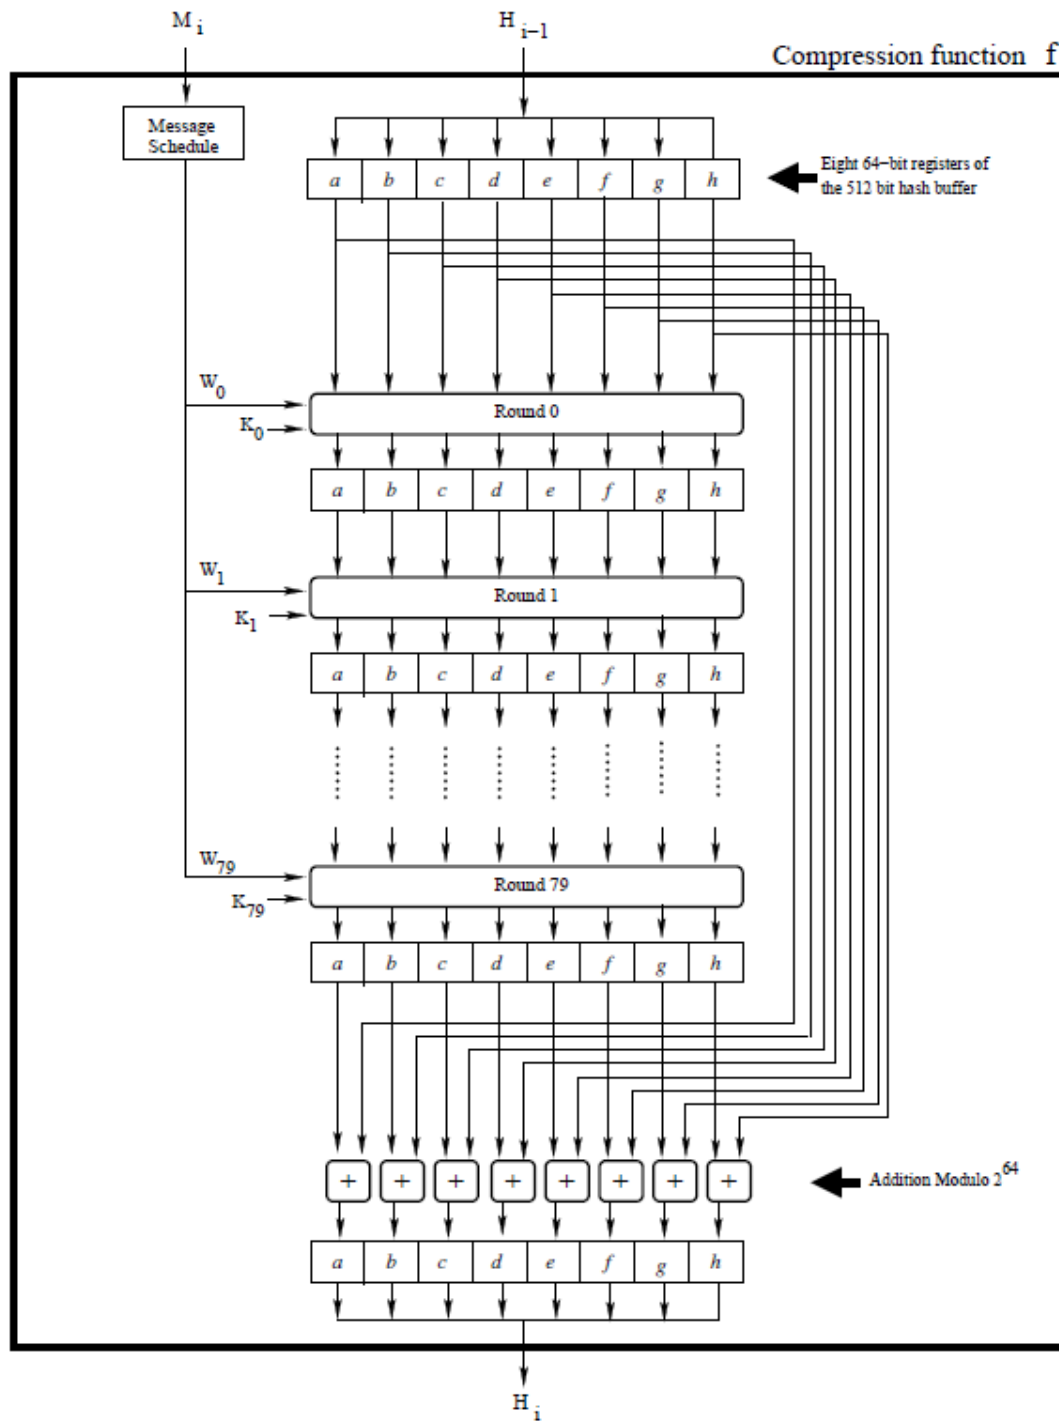 M i
H i−1
Compression function f
Message
Schedule
Eight 64−bit registers of
the 512 bit hash buffer
a b c d e f g h
W0
Round 0
K0
a b c d e f g h
W1
Round 1
K1
a b c d e f g h
W79
Round 79
K79
a b c d e f g h
+ + + + + + + +
Addition Modulo 2^64
a b c d e f g h
H i